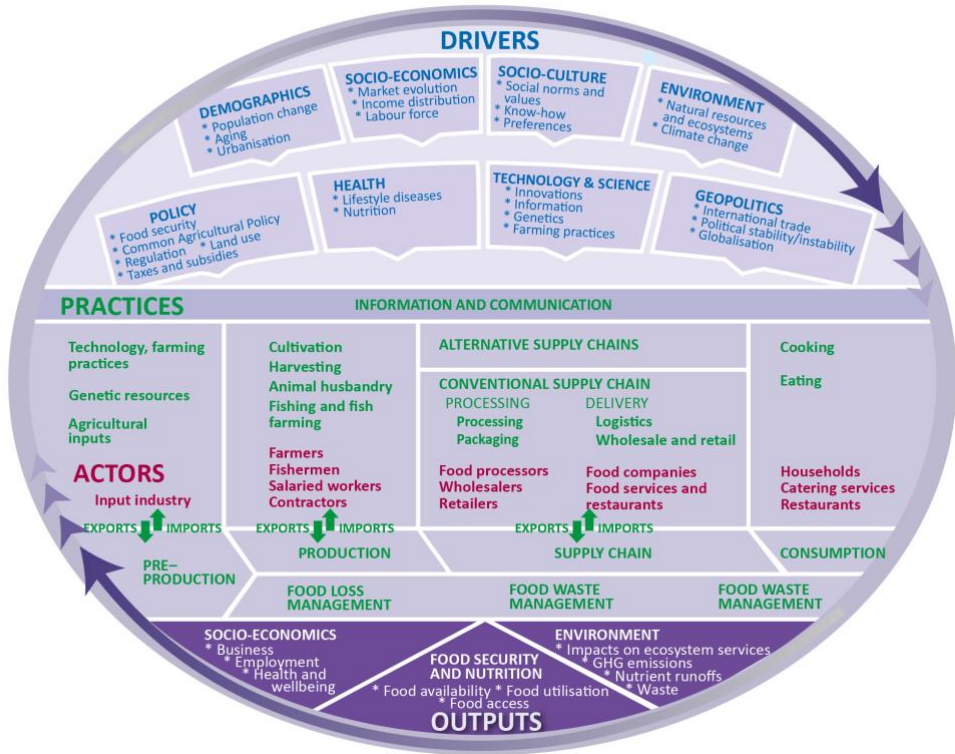 DRIVERS
DEMOGRAPHICS
* Population change
* Aging
* Urbanisation
SOCIO-ECONOMICS
* Market evolution
* Income distribution
* Labour force
SOCIO-CULTURE
* Social norms and
values
* Know-how
* Preferences
ENVIRONMENT
* Natural resources
and ecosystems
* Climate change
POLICY
* Food security
* Common Agricultural Policy
* Regulation * Land use
* Taxes and subsidies
HEALTH
* Lifestyle diseases
* Nutrition
TECHNOLOGY & SCIENCE
* Innovations
* Information
* Genetics
* Farming practices
GEOPOLITICS
* International trade
* Political stability/instability
* Globalisation
PRACTICES
INFORMATION AND COMMUNICATION
Technology, farming
practices
Genetic resources
Agricultural
inputs
ACTORS
Input industry
Cultivation
Harvesting
Animal husbandry
Fishing and fish
farming
Farmers
Fishermen
Salaried workers
Contractors
ALTERNATIVE SUPPLY CHAINS
CONVENTIONAL SUPPLY CHAIN
PROCESSING
Processing
Packaging
DELIVERY
Logistics
Wholesale and retail
Food processors
Wholesalers
Retailers
Food companies
Food services and
restaurants
Cooking
Eating
Households
Catering services
Restaurants
EXPORTS IMPORTS
EXPORTS IMPORTS
EXPORTS IMPORTS
PRE–
PRODUCTION
PRODUCTION
SUPPLY CHAIN
CONSUMPTION
FOOD LOSS
MANAGEMENT
FOOD WASTE
MANAGEMENT
FOOD WASTE
MANAGEMENT
SOCIO-ECONOMICS
* Business
* Employment
* Health and
wellbeing
FOOD SECURITY
AND NUTRITION
* Food availability * Food utilisation
* Food access
ENVIRONMENT
* Impacts on ecosystem services
* GHG emissions
* Nutrient runoffs
* Waste
OUTPUTS